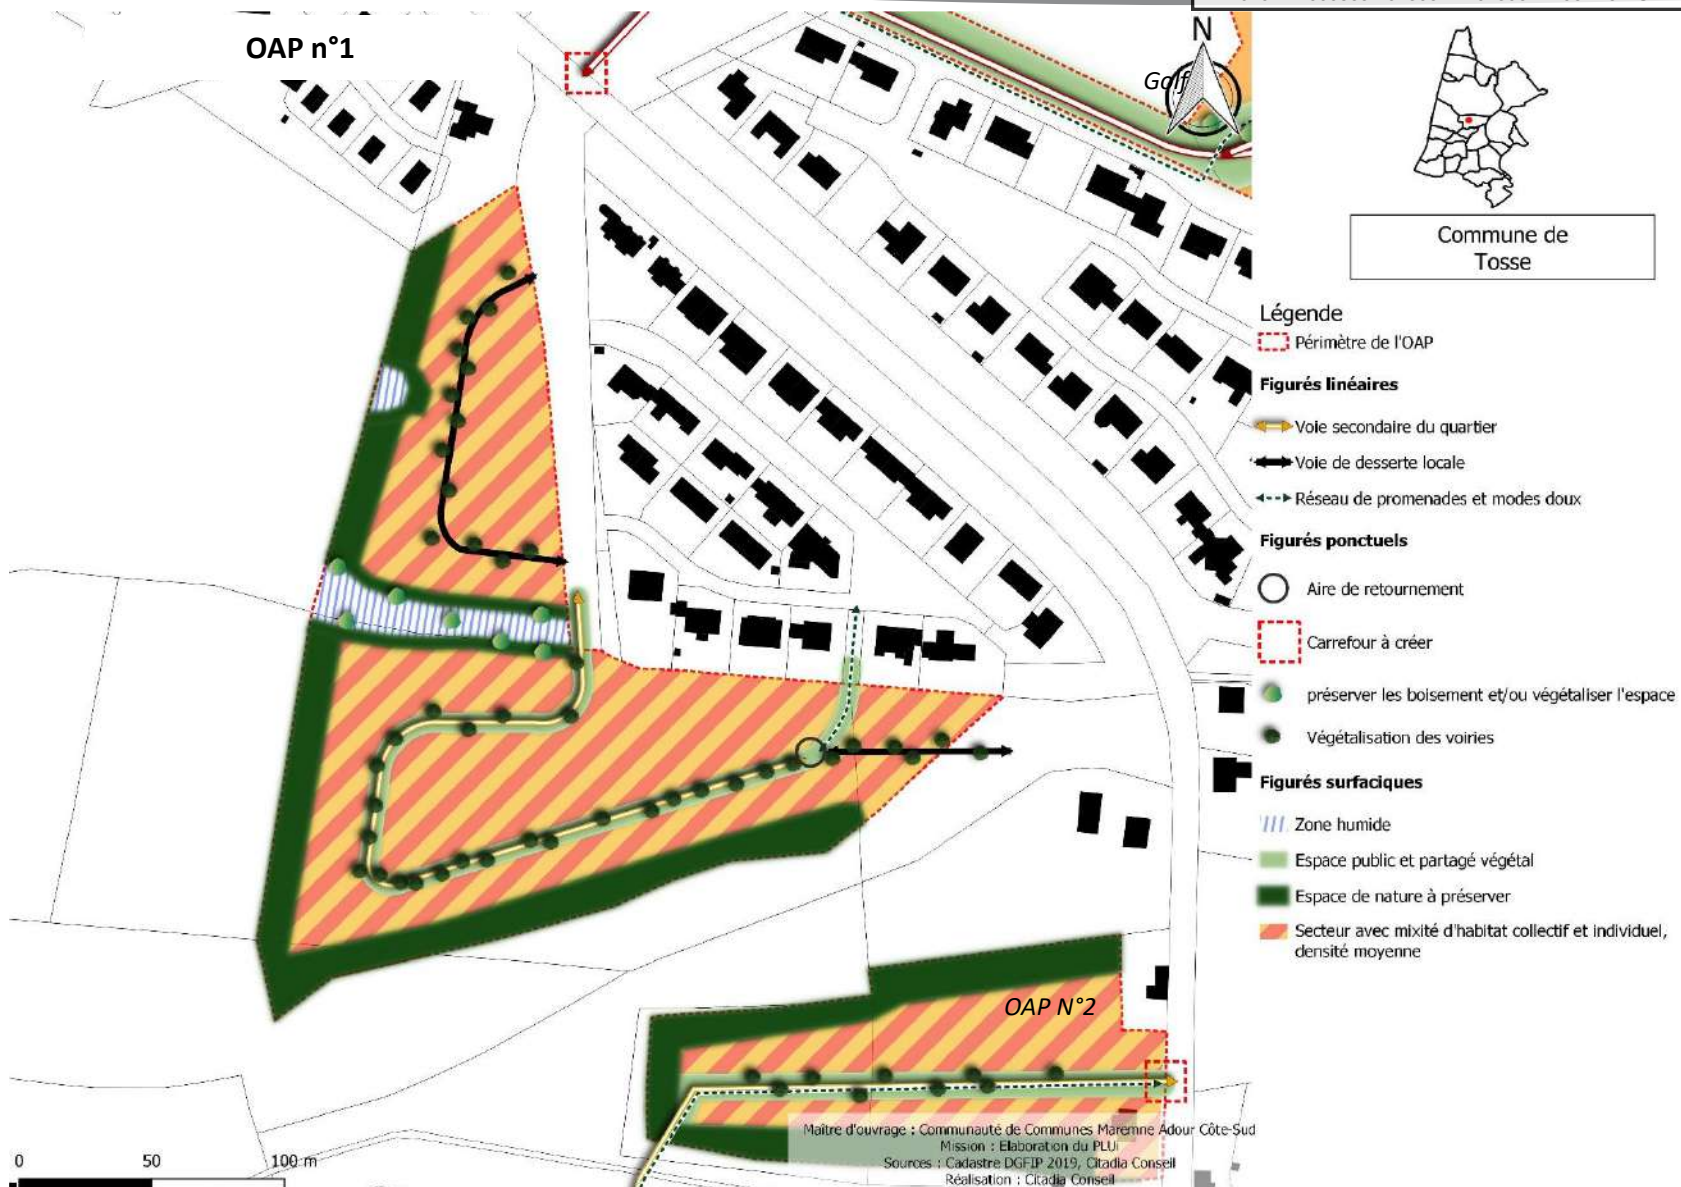 OAP n°1
N
Golf
Commune de
Tosse
Légende
Périmètre de l'OAP
Figurés linéaires
Voie secondaire du quartier
Voie de desserte locale
Réseau de promenades et modes doux
Figurés ponctuels
Aire de retournement
Carrefour à créer
préserver les boisement et/ou végétaliser l'espace
Végétalisation des voiries
Figurés surfaciques
Zone humide
Espace public et partagé végétal
Espace de nature à préserver
Secteur avec mixité d'habitat collectif et individuel,
densité moyenne
OAP N°2
Maître d'ouvrage : Communauté de Communes Maremne Adour Côte-Sud
Mission : Elaboration du PLUi
Sources : Cadastre DGFIP 2019, Citadia Conseil
Réalisation : Citadia Conseil
0 50 100 m